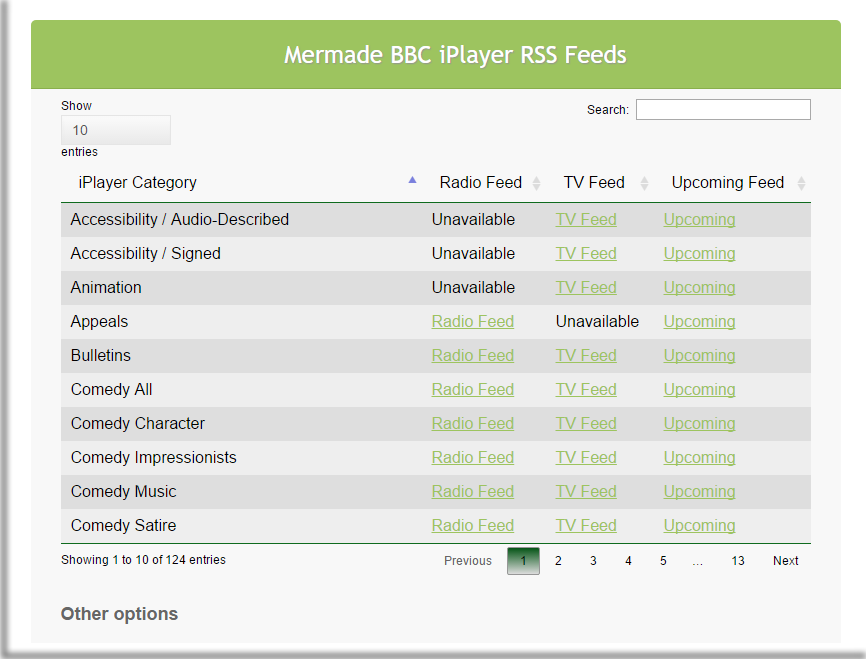 Mermade BBC iPlayer RSS Feeds
Show
10
entries
Search:
iPlayer Category Radio Feed TV Feed Upcoming Feed
Accessibility / Audio-Described Unavailable TV Feed Upcoming
Accessibility / Signed Unavailable TV Feed Upcoming
Animation Unavailable TV Feed Upcoming
Appeals Radio Feed Unavailable Upcoming
Bulletins Radio Feed TV Feed Upcoming
Comedy All Radio Feed TV Feed Upcoming
Comedy Character Radio Feed TV Feed Upcoming
Comedy Impressionists Radio Feed TV Feed Upcoming
Comedy Music Radio Feed TV Feed Upcoming
Comedy Satire Radio Feed TV Feed Upcoming
Showing 1 to 10 of 124 entries Previous 1 2 3 4 5 ... 13 Next
Other options